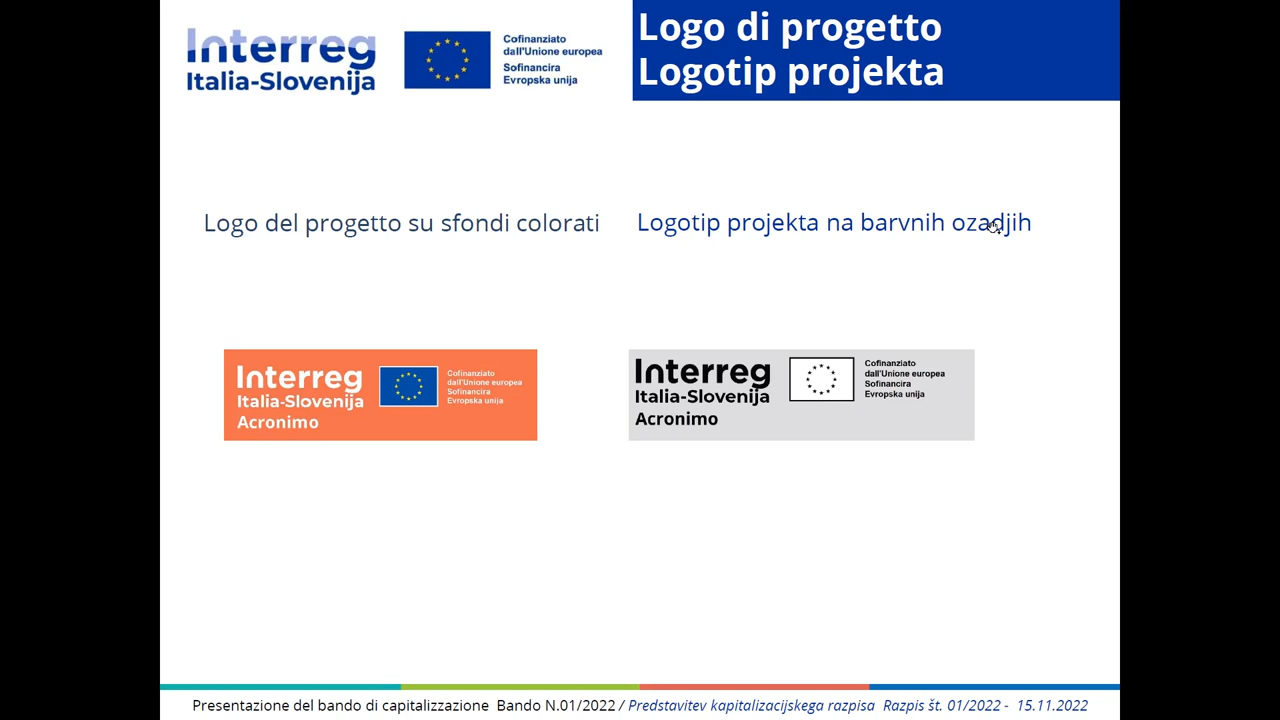 Interreg
Italia-Slovenija
Cofinanziato
dall'Unione europea
Sofinancira
Evropska unija
Logo di progetto
Logotip projekta
Logo del progetto su sfondi colorati
Logotip projekta na barvnih ozadjih
Interreg
Italia-Slovenija
Acronimo
Cofinanziato
dall'Unione europea
Sofinancira
Evropska unija
Interreg
Italia-Slovenija
Acronimo
Cofinanziato
dall'Unione europea
Sofinancira
Evropska unija
Presentazione del bando di capitalizzazione Bando N.01/2022 / Predstavitev kapitalizacijskega razpisa Razpis št. 01/2022 - 15.11.2022